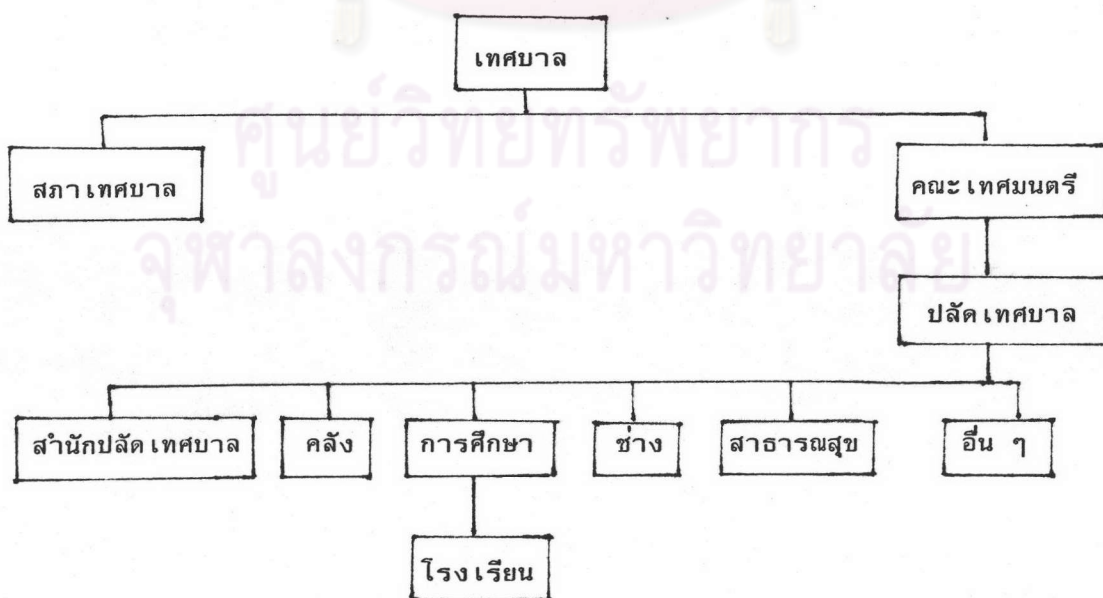 เทศบาล
ศูนย์วิทยทรัพยากร
สภาเทศบาล
คณะเทศมนตรี
จุฬาลงกรณ์มหาวิทยาลัย
ปลัดเทศบาล
สำนักปลัดเทศบาล คลัง การศึกษา ช่าง สาธารณสุข อื่น ๆ
โรงเรียน